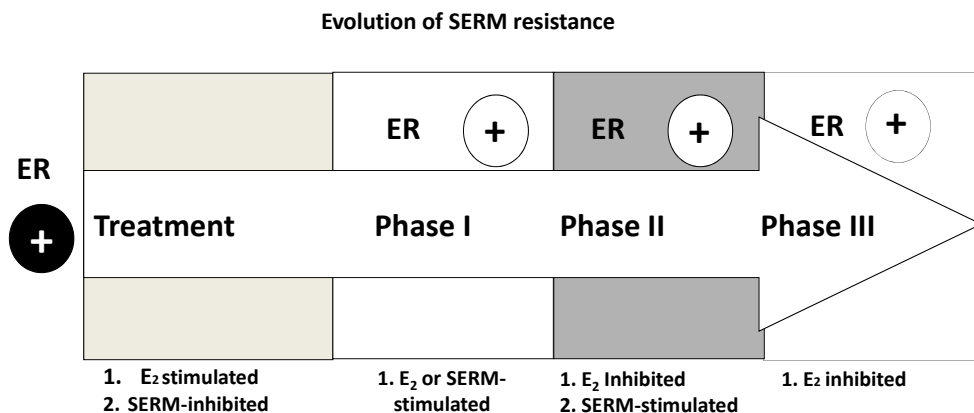 Evolution of SERM resistance
ER
+
ER +
ER +
ER +
Treatment
Phase I
Phase II
Phase III
1. E₂ stimulated
2. SERM-inhibited
1. E₂ or SERM-
stimulated
1. E₂ Inhibited
2. SERM-stimulated
1. E₂ inhibited